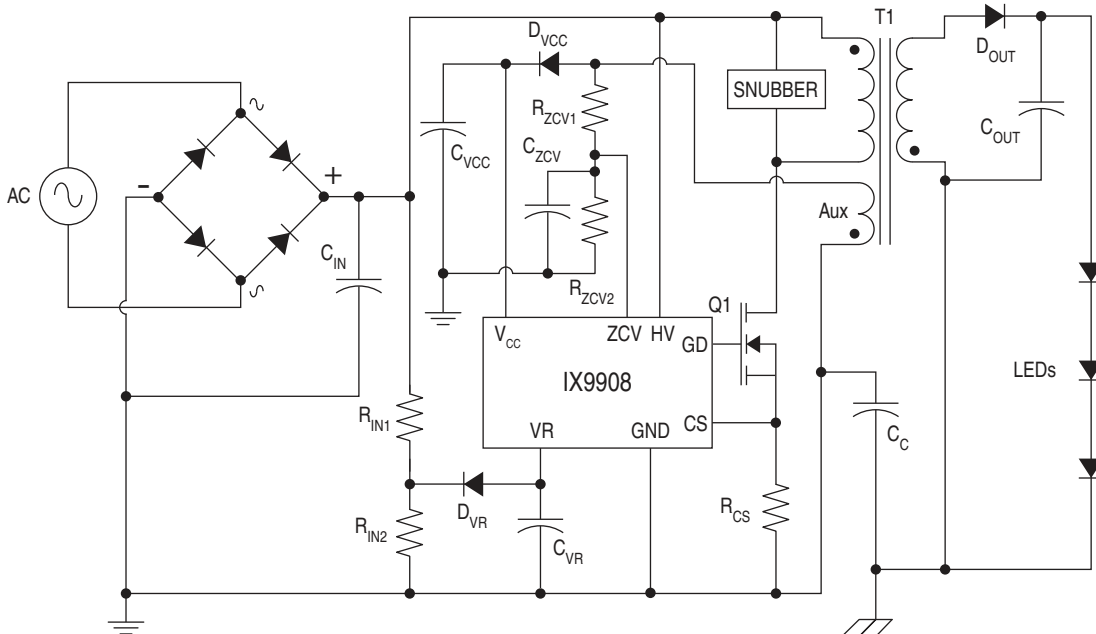 T1
D_VCC
D_OUT
SNUBBER
R_ZCV1
C_OUT
C_VCC
C_ZCV
- +
AC
Aux
C_IN
R_ZCV2
Q1
V_CC ZCV HV
GD
IX9908
LEDs
R_IN1
CS
VR GND
C_C
R_CS
D_VR
R_IN2
C_VR